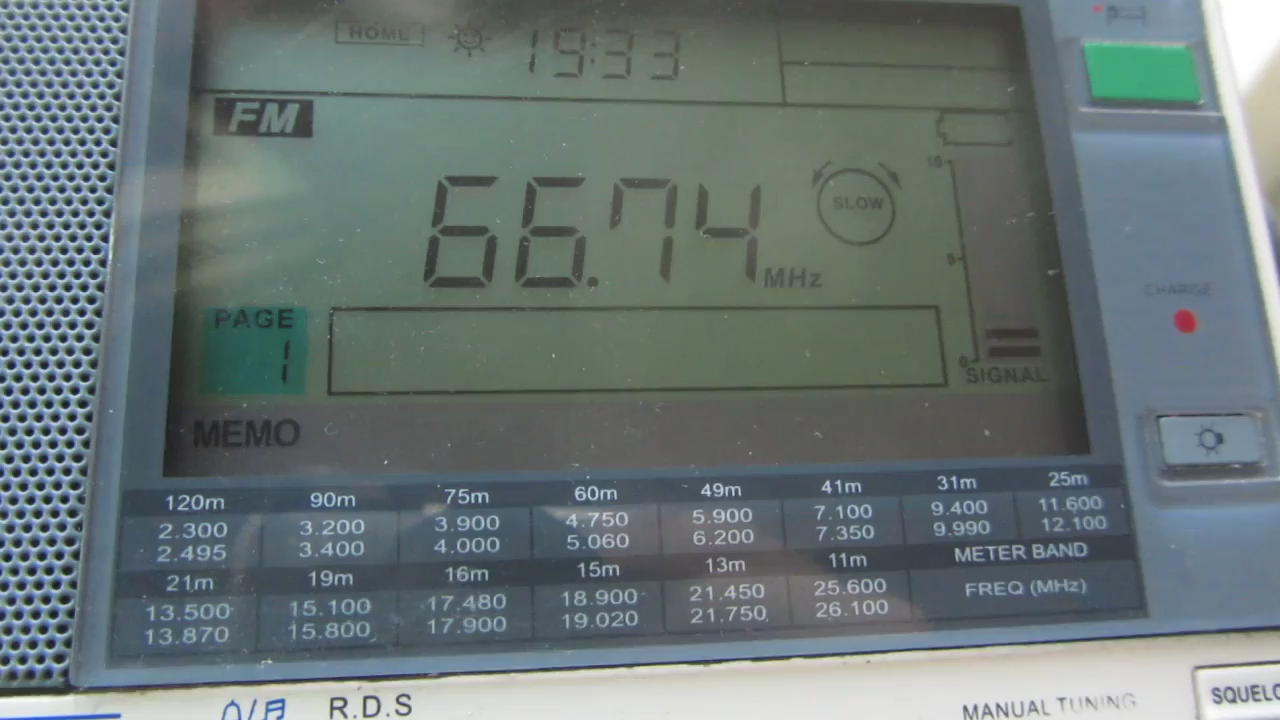 HOME 19:33
FM
66.74 MHz
SLOW
10
5
0
SIGNAL
PAGE
1
MEMO
CHARGE
120m 90m 75m 60m 49m 41m 31m 25m
2.300 3.200 3.900 4.750 5.900 7.100 9.400 11.600
2.495 3.400 4.000 5.060 6.200 7.350 9.990 12.100
21m 19m 16m 15m 13m 11m METER BAND
13.500 15.100 17.480 18.900 21.450 25.600 FREQ (MHz)
13.870 15.800 17.900 19.020 21.750 26.100
R.D.S MANUAL TUNING SQUELC